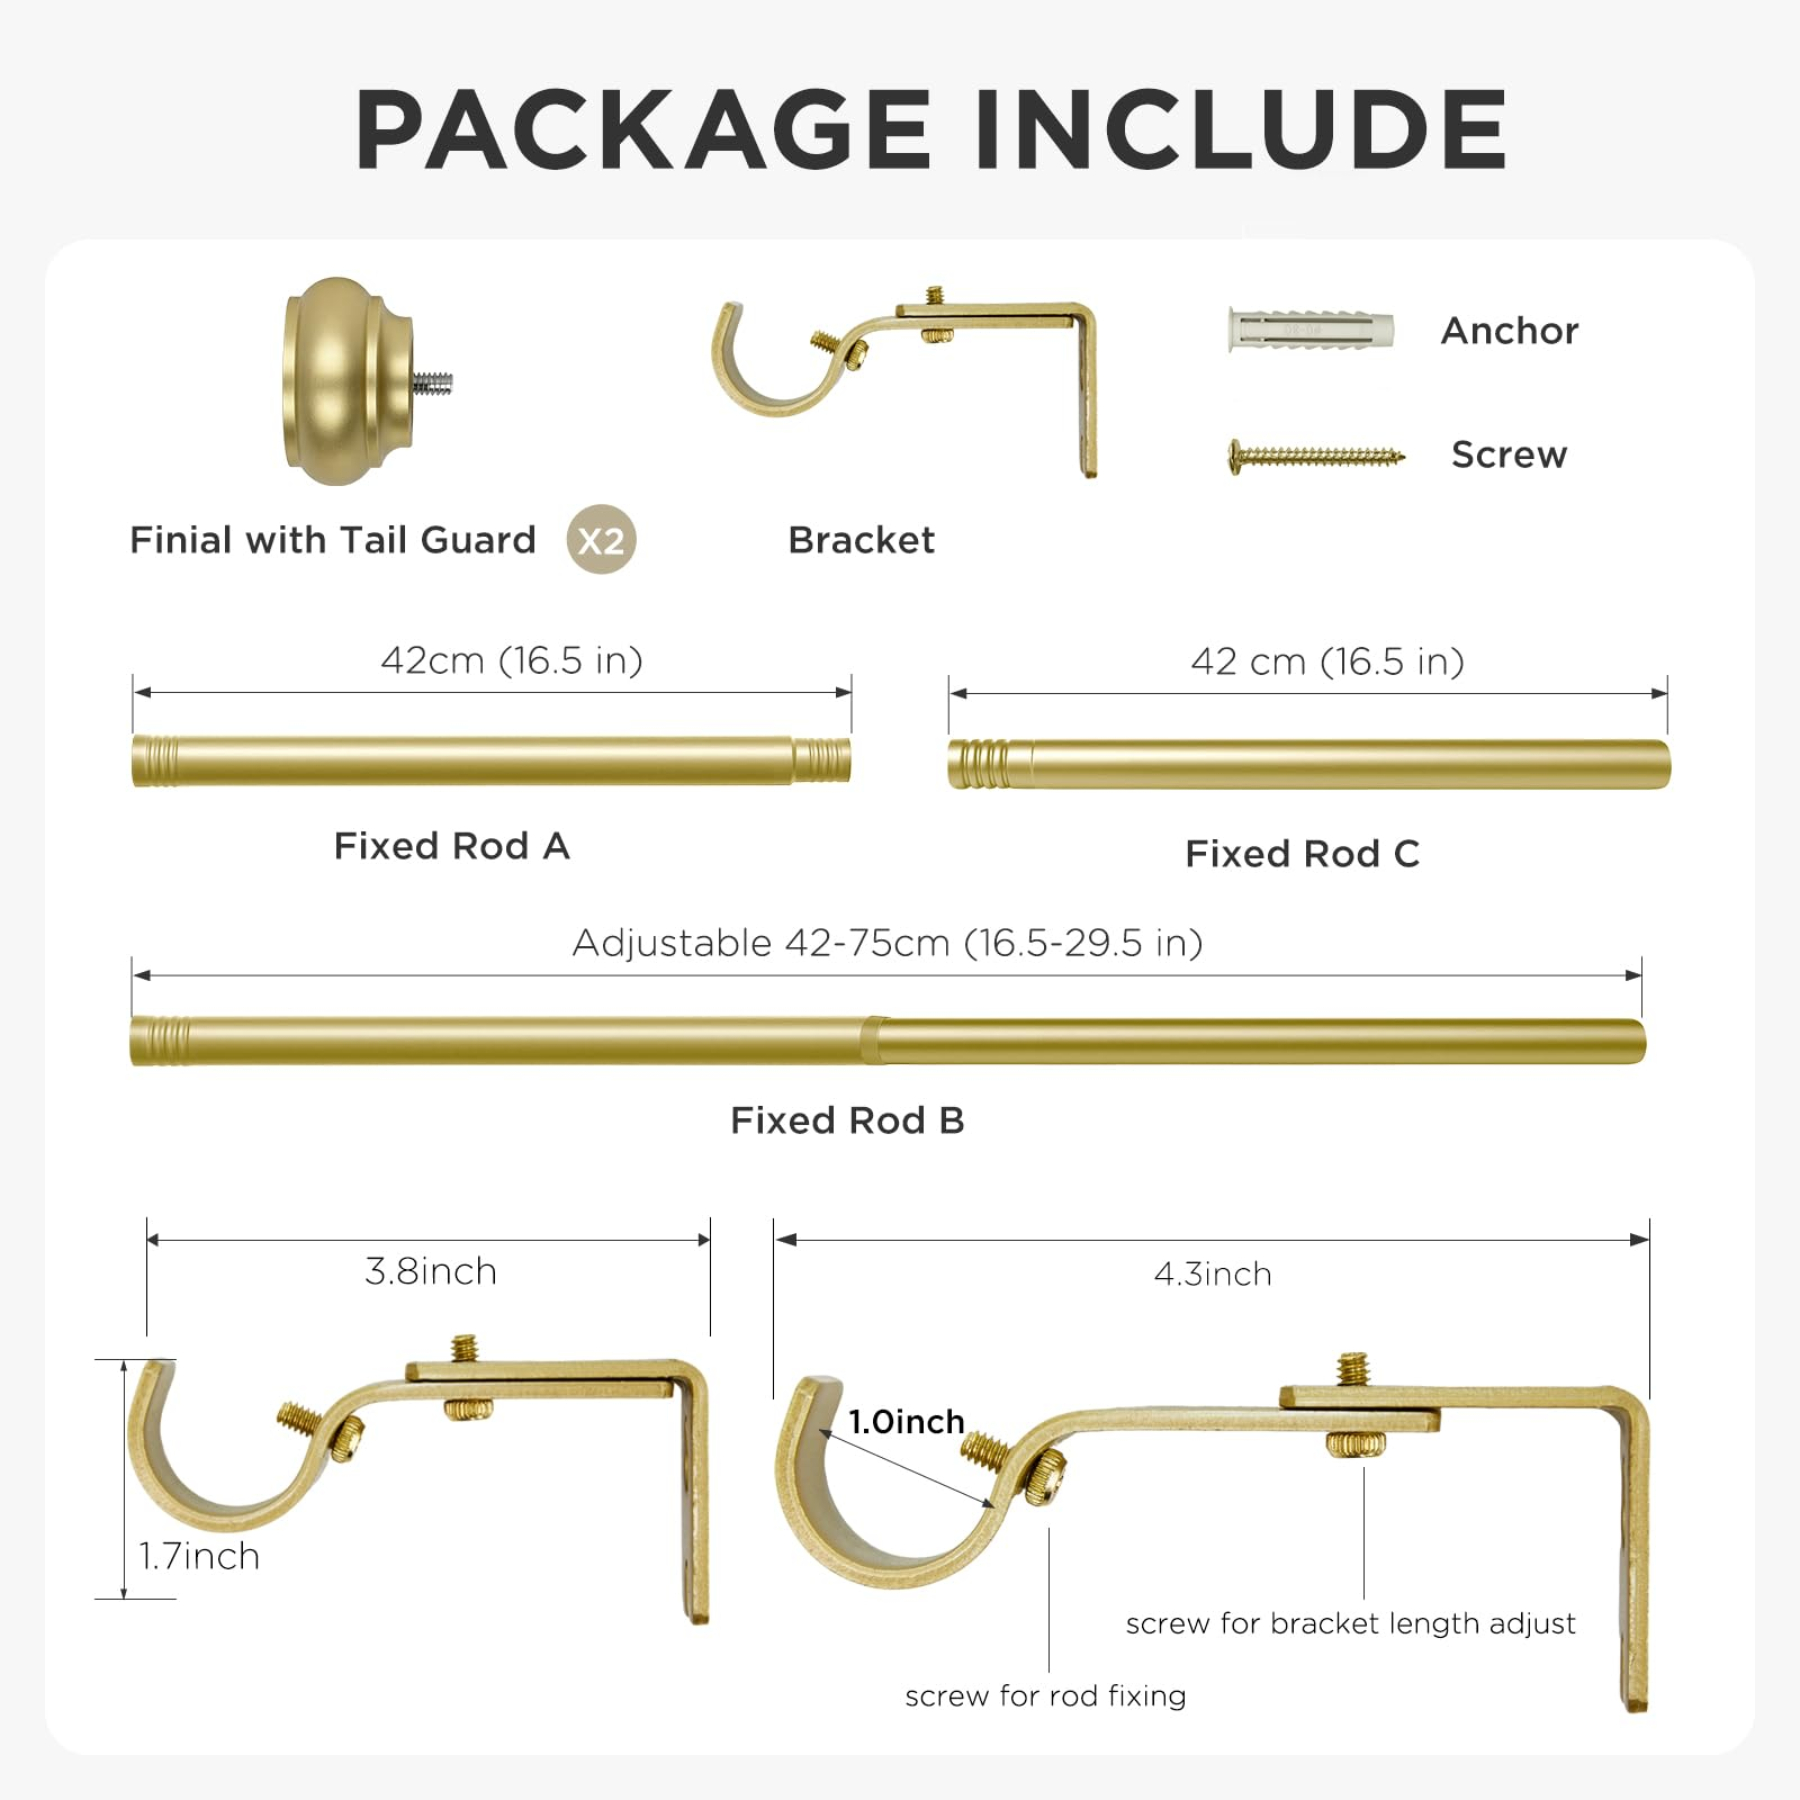 PACKAGE INCLUDE
Anchor
Screw
Finial with Tail Guard X2
Bracket
42cm (16.5 in)
42 cm (16.5 in)
Fixed Rod A
Fixed Rod C
Adjustable 42-75cm (16.5-29.5 in)
Fixed Rod B
3.8inch
4.3inch
1.0inch
1.7inch
screw for bracket length adjust
screw for rod fixing